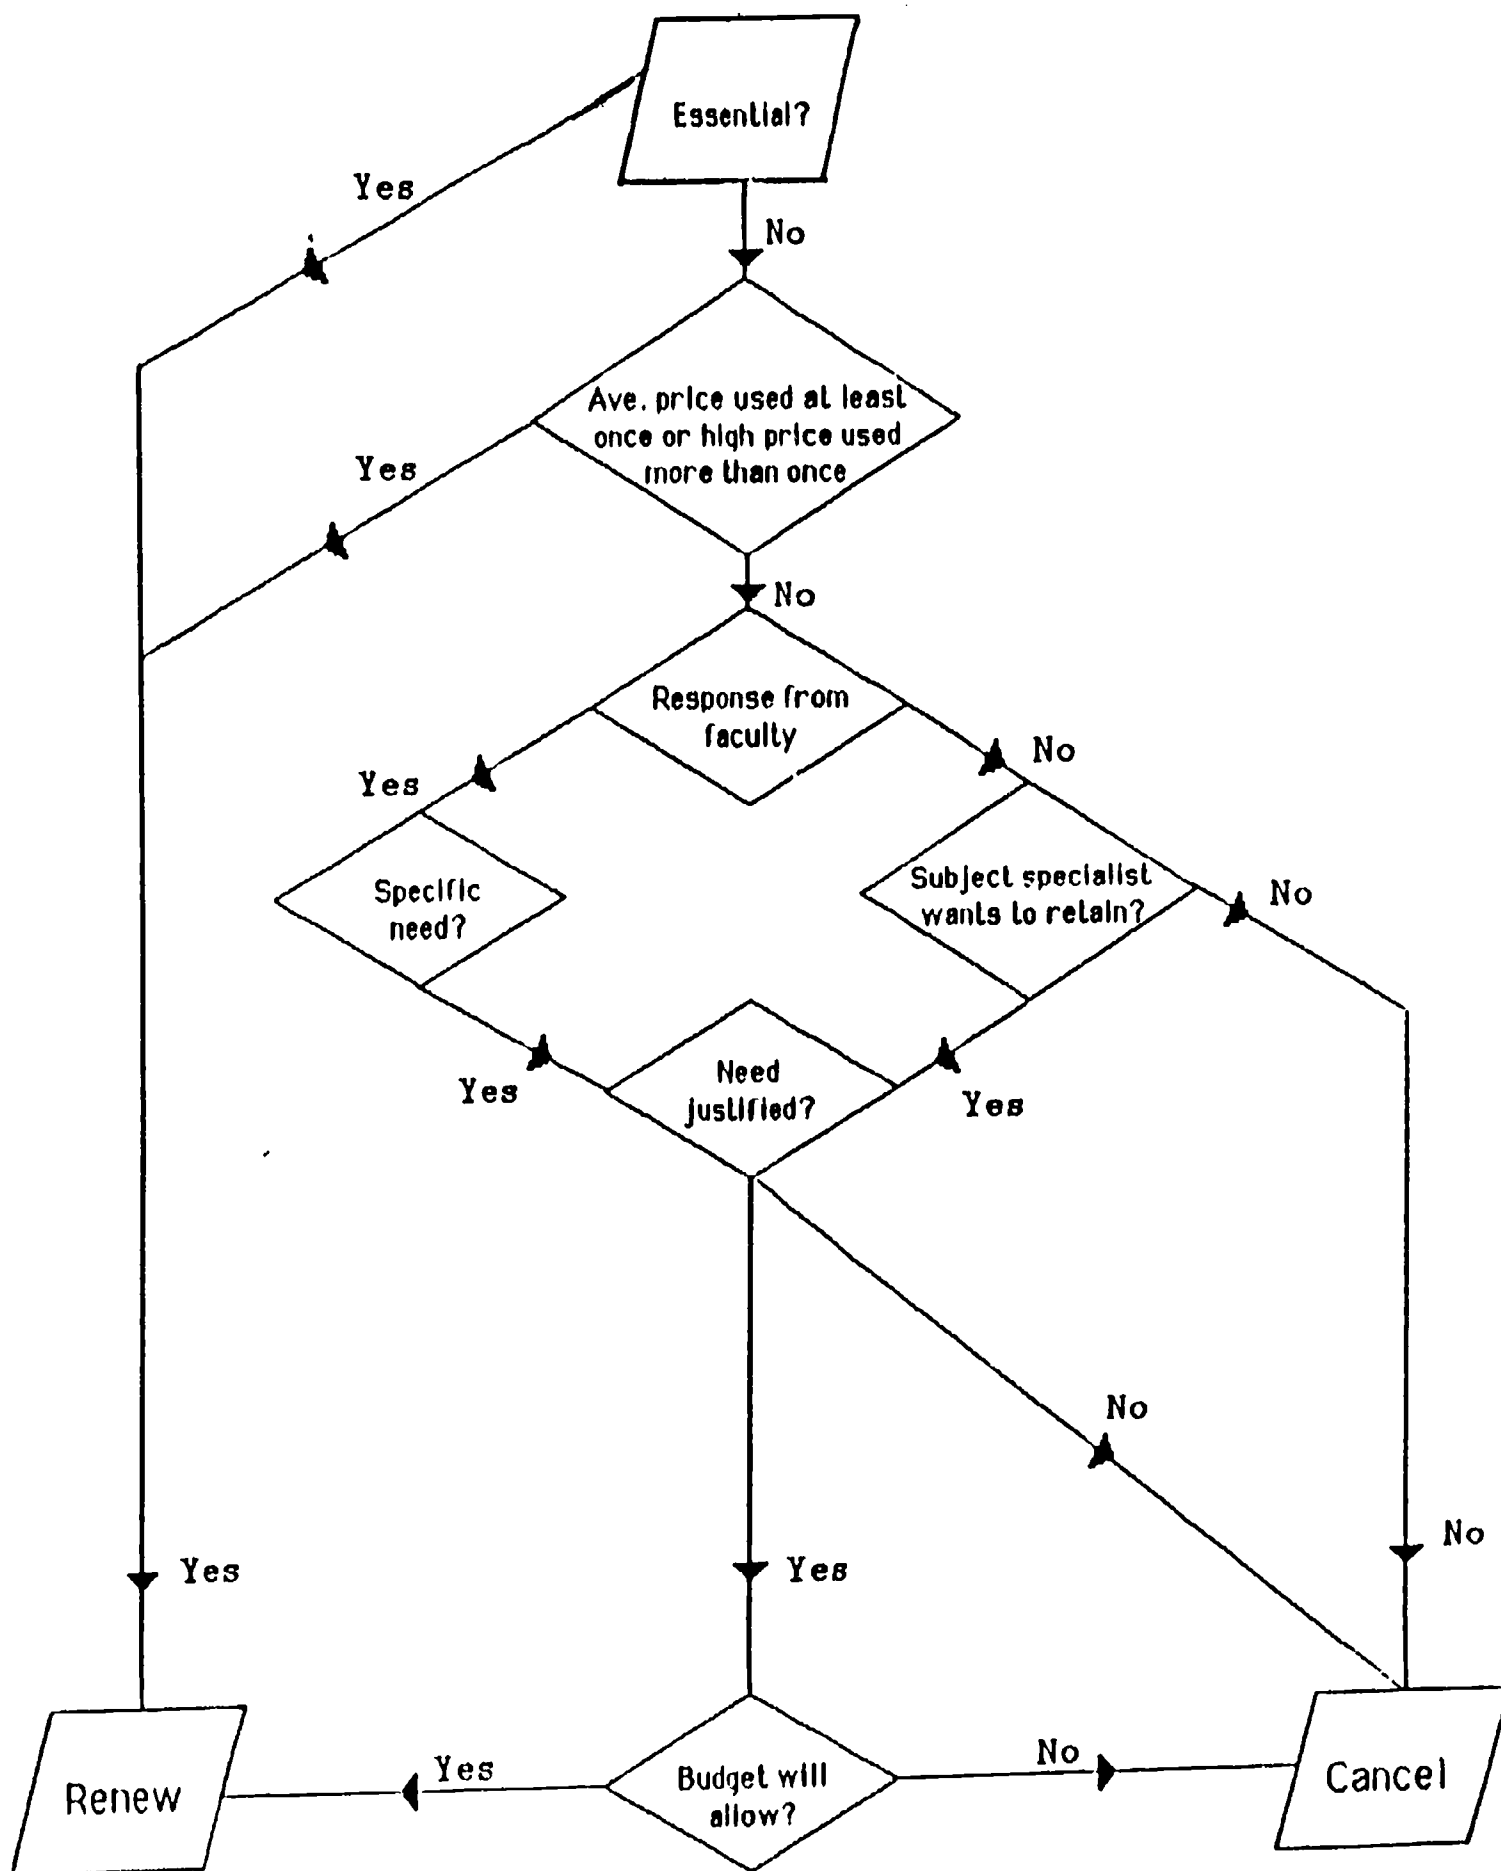 Essential?
Yes
No
Ave. price used at least
once or high price used
more than once
Yes
No
Response from
faculty
Yes
No
Specific
need?
Subject specialist
wants to retain?
No
Need
justified?
Yes
Yes
No
No
Yes
Yes
Renew
Yes
Budget will
allow?
No
Cancel